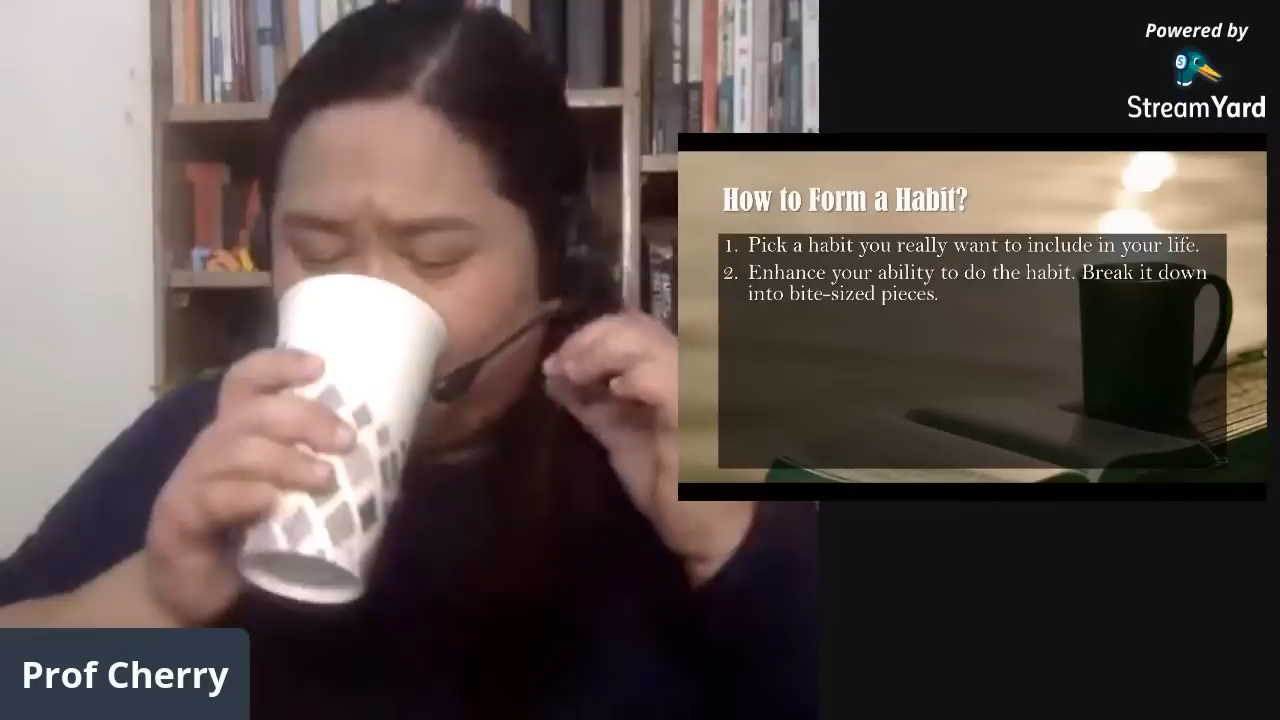 Powered by
StreamYard
How to Form a Habit?
1. Pick a habit you really want to include in your life.
2. Enhance your ability to do the habit. Break it down
into bite-sized pieces.
Prof Cherry